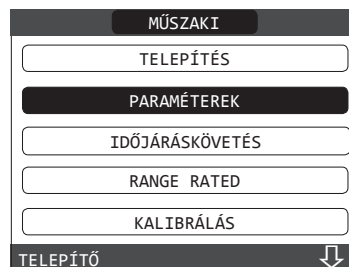 MŰSZAKI
TELEPÍTÉS
PARAMÉTEREK
IDŐJÁRÁSKÖVETÉS
RANGE RATED
KALIBRÁLÁS
TELEPÍTŐ